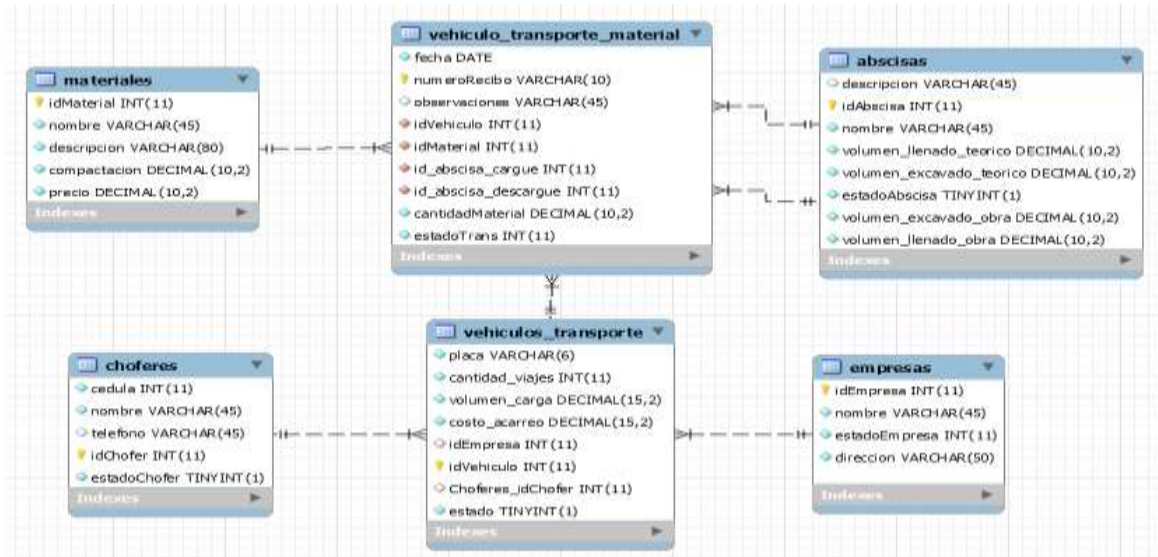 materiales
idMaterial INT(11)
nombre VARCHAR(45)
descripcion VARCHAR(80)
compactacion DECIMAL(10,2)
precio DECIMAL(10,2)
Indexes
vehiculo_transporte_material
fecha DATE
numeroRecibo VARCHAR(10)
observaciones VARCHAR(45)
idVehiculo INT(11)
idMaterial INT(11)
id_abscisa_cargue INT(11)
id_abscisa_descargue INT(11)
cantidadMaterial DECIMAL(10,2)
estadoTrans INT(11)
Indexes
abscisas
descripcion VARCHAR(45)
idAbscisa INT(11)
nombre VARCHAR(45)
volumen_llenado_teorico DECIMAL(10,2)
volumen_excavado_teorico DECIMAL(10,2)
estadoAbscisa TINYINT(1)
volumen_excavado_obra DECIMAL(10,2)
volumen_llenado_obra DECIMAL(10,2)
Indexes
choferes
cedula INT(11)
nombre VARCHAR(45)
telefono VARCHAR(45)
idChofer INT(11)
estadoChofer TINYINT(1)
Indexes
vehiculos_transporte
placa VARCHAR(6)
cantidad_viajes INT(11)
volumen_carga DECIMAL(15,2)
costo_acarreo DECIMAL(15,2)
idEmpresa INT(11)
idVehiculo INT(11)
Choferes_idChofer INT(11)
estado TINYINT(1)
Indexes
empresas
idEmpresa INT(11)
nombre VARCHAR(45)
estadoEmpresa INT(11)
direccion VARCHAR(50)
Indexes